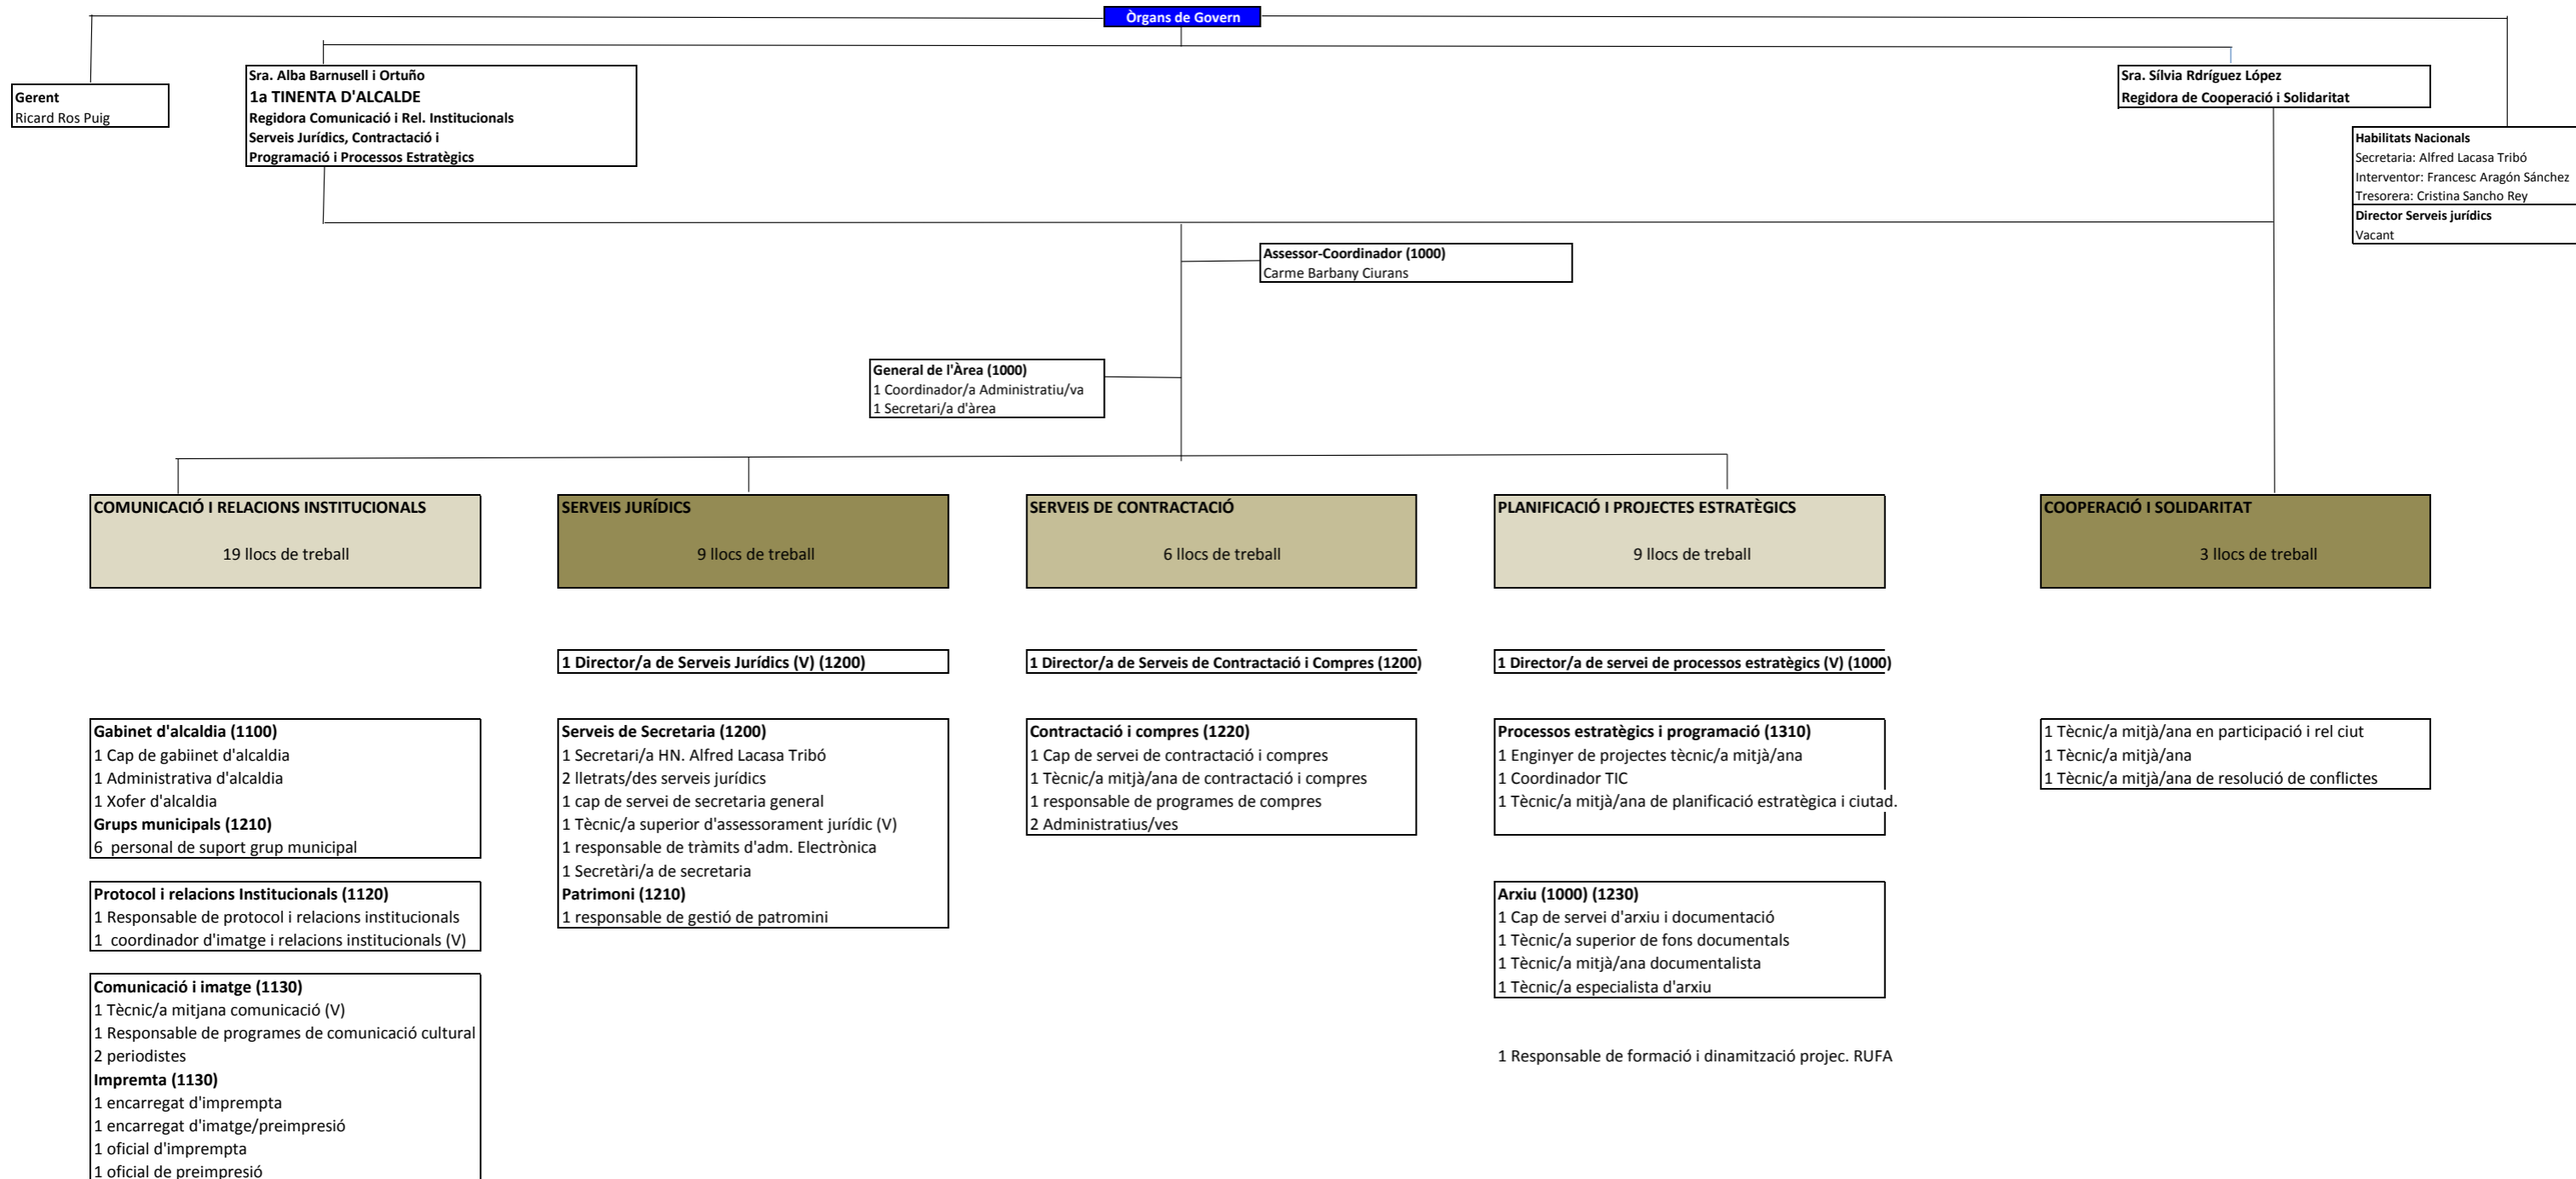 Òrgans de Govern
Gerent
Ricard Ros Puig
Sra. Alba Barnusell i Ortuño
1a TINENTA D'ALCALDE
Regidora Comunicació i Rel. Institucionals
Serveis Jurídics, Contractació i
Programació i Processos Estratègics
Sra. Sílvia Rdríguez López
Regidora de Cooperació i Solidaritat
Habilitats Nacionals
Secretaria: Alfred Lacasa Tribó
Interventor: Francesc Aragón Sánchez
Tresorera: Cristina Sancho Rey
Director Serveis jurídics
Vacant
Assessor-Coordinador (1000)
Carme Barbany Ciurans
General de l'Àrea (1000)
1 Coordinador/a Administratiu/va
1 Secretari/a d'àrea
COMUNICACIÓ I RELACIONS INSTITUCIONALS
19 llocs de treball
SERVEIS JURÍDICS
9 llocs de treball
SERVEIS DE CONTRACTACIÓ
6 llocs de treball
PLANIFICACIÓ I PROJECTES ESTRATÈGICS
9 llocs de treball
COOPERACIÓ I SOLIDARITAT
3 llocs de treball
1 Director/a de Serveis Jurídics (V) (1200)
1 Director/a de Serveis de Contractació i Compres (1200)
1 Director/a de servei de processos estratègics (V) (1000)
Gabinet d'alcaldia (1100)
1 Cap de gabiinet d'alcaldia
1 Administrativa d'alcaldia
1 Xofer d'alcaldia
Grups municipals (1210)
6  personal de suport grup municipal
Protocol i relacions Institucionals (1120)
1 Responsable de protocol i relacions institucionals
1  coordinador d'imatge i relacions institucionals (V)
Comunicació i imatge (1130)
1 Tècnic/a mitjana comunicació (V)
1 Responsable de programes de comunicació cultural
2 periodistes
Impremta (1130)
1 encarregat d'imprempta
1 encarregat d'imatge/preimpresió
1 oficial d'imprempta
1 oficial de preimpresió
Serveis de Secretaria (1200)
1 Secretari/a HN. Alfred Lacasa Tribó
2 lletrats/des serveis jurídics
1 cap de servei de secretaria general
1 Tècnic/a superior d'assessorament jurídic (V)
1 responsable de tràmits d'adm. Electrònica
1 Secretàri/a de secretaria
Patrimoni (1210)
1 responsable de gestió de patromini
Contractació i compres (1220)
1 Cap de servei de contractació i compres
1 Tècnic/a mitjà/ana de contractació i compres
1 responsable de programes de compres
2 Administratius/ves
Processos estratègics i programació (1310)
1 Enginyer de projectes tècnic/a mitjà/ana
1 Coordinador TIC
1 Tècnic/a mitjà/ana de planificació estratègica i ciutad.
Arxiu (1000) (1230)
1 Cap de servei d'arxiu i documentació
1 Tècnic/a superior de fons documentals
1 Tècnic/a mitjà/ana documentalista
1 Tècnic/a especialista d'arxiu
1 Responsable de formació i dinamització projec. RUFA
1 Tècnic/a mitjà/ana en participació i rel ciut
1 Tècnic/a mitjà/ana
1 Tècnic/a mitjà/ana de resolució de conflictes